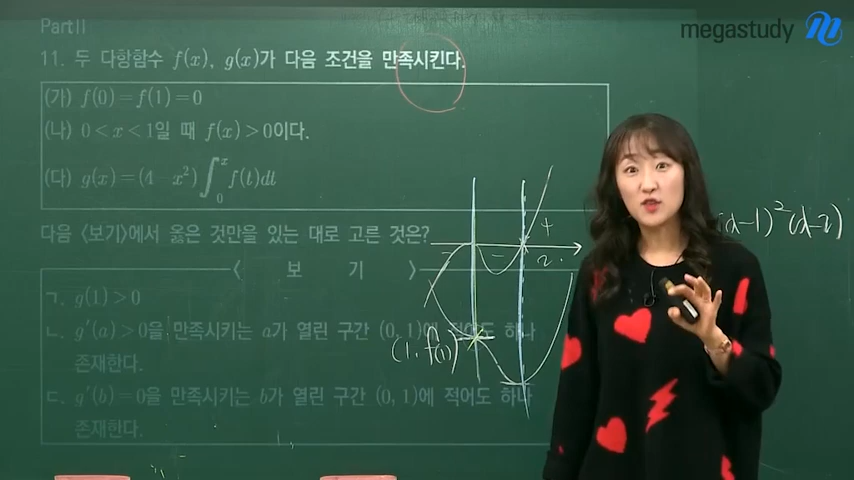 PartII
megastudy
11. 두 다항함수 f(x), g(x)가 다음 조건을 만족시킨다.
(가) f(0)=f(1)=0
(나) 0<x<1일 때 f(x)>0이다.
(다) g(x)=(4-x²)∫₀ˣ f(t)dt
다음 〈보기〉에서 옳은 것만을 있는 대로 고른 것은?
〈 보 기 〉
ㄱ. g(1)>0
ㄴ. g′(a)>0을 만족시키는 a가 열린 구간 (0, 1)에 적어도 하나
존재한다.
ㄷ. g′(b)=0을 만족시키는 b가 열린 구간 (0, 1)에 적어도 하나
존재한다.
(x-1)²(x-2)
+
- -
2
(1, f(1))